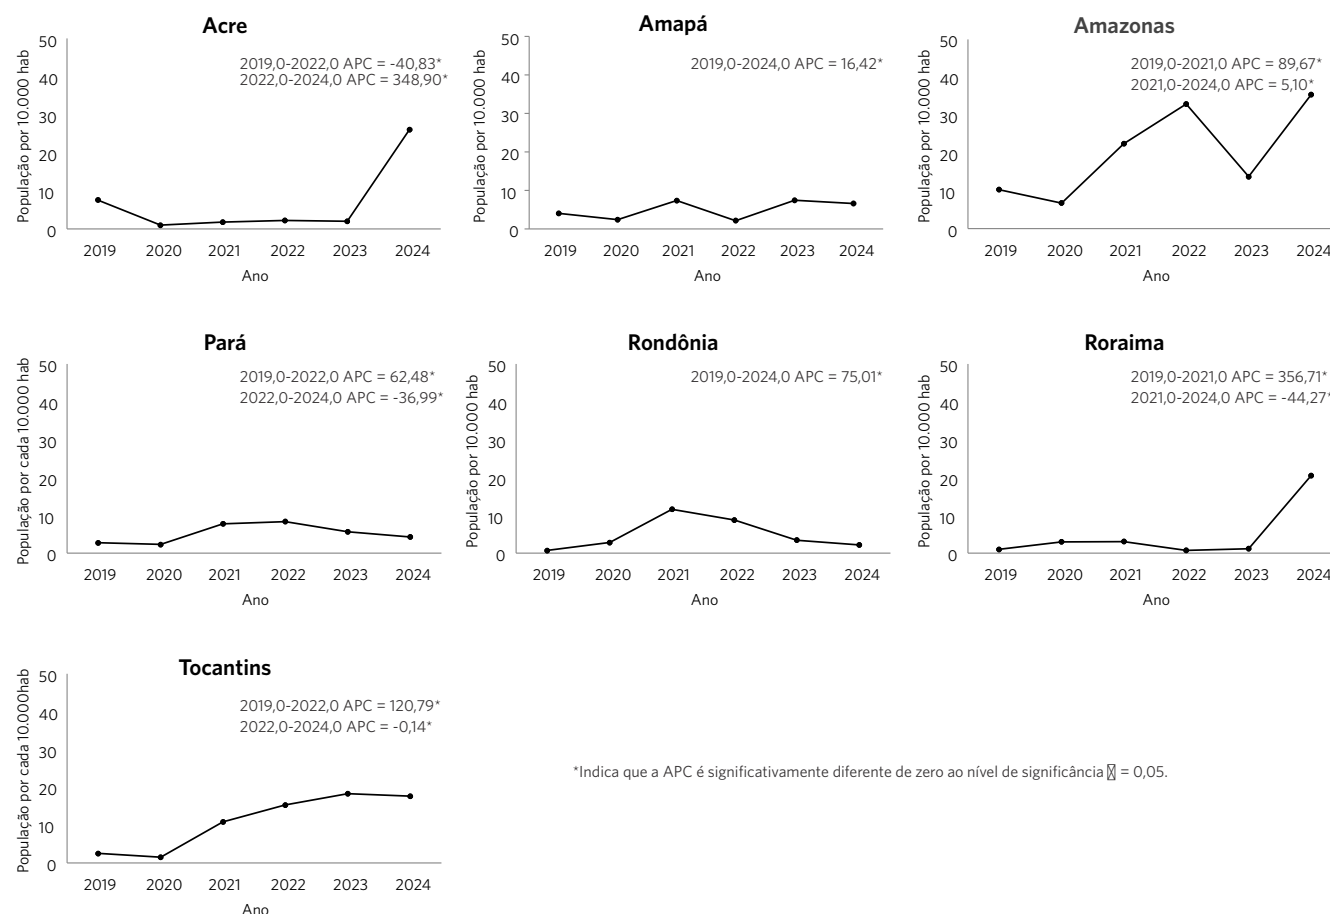 Acre
População por 10.000 hab
50
40
30
20
10
0
2019,0-2022,0 APC = -40,83*
2022,0-2024,0 APC = 348,90*
2019 2020 2021 2022 2023 2024
Ano
Amapá
População por 10.000 hab
50
40
30
20
10
0
2019,0-2024,0 APC = 16,42*
2019 2020 2021 2022 2023 2024
Ano
Amazonas
População por 10.000 hab
50
40
30
20
10
0
2019,0-2021,0 APC = 89,67*
2021,0-2024,0 APC = 5,10*
2019 2020 2021 2022 2023 2024
Ano
Pará
População por cada 10.000 hab
50
40
30
20
10
0
2019,0-2022,0 APC = 62,48*
2022,0-2024,0 APC = -36,99*
2019 2020 2021 2022 2023 2024
Ano
Rondônia
População por 10.000 hab
50
40
30
20
10
0
2019,0-2024,0 APC = 75,01*
2019 2020 2021 2022 2023 2024
Ano
Roraima
População por 10.000 hab
50
40
30
20
10
0
2019,0-2021,0 APC = 356,71*
2021,0-2024,0 APC = -44,27*
2019 2020 2021 2022 2023 2024
Ano
Tocantins
População por cada 10.000hab
50
40
30
20
10
0
2019,0-2022,0 APC = 120,79*
2022,0-2024,0 APC = -0,14*
2019 2020 2021 2022 2023 2024
Ano
*Indica que a APC é significativamente diferente de zero ao nível de significância = 0,05.